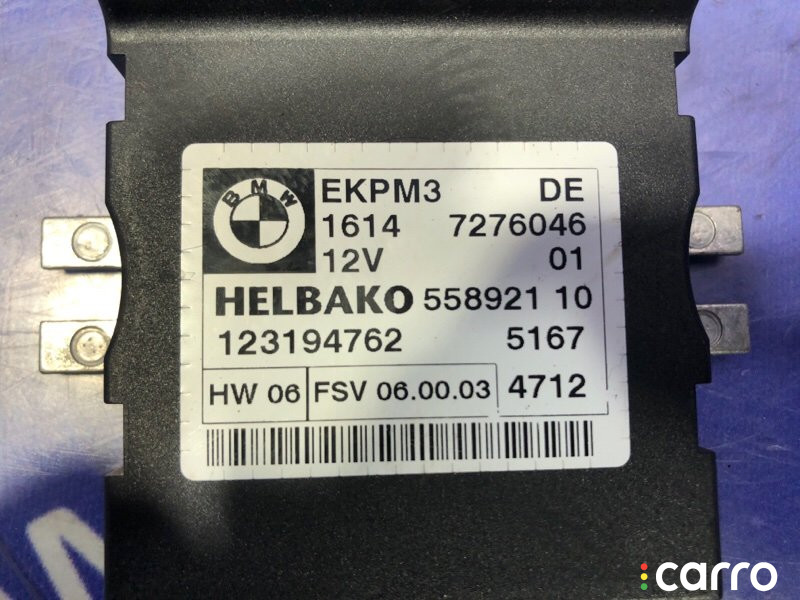 BMW
EKPM3 DE
1614 7276046
12V 01
HELBAKO 558921 10
123194762 5167
HW 06 FSV 06.00.03 4712
carro